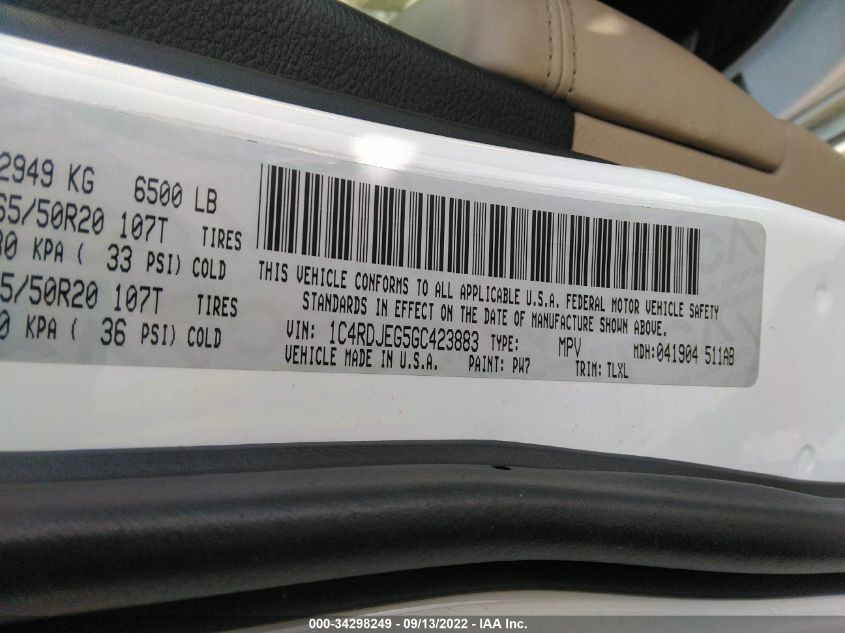 2949 KG 6500 LB
65/50R20 107T TIRES
30 KPA ( 33 PSI) COLD
5/50R20 107T TIRES
0 KPA ( 36 PSI) COLD
THIS VEHICLE CONFORMS TO ALL APPLICABLE U.S.A. FEDERAL MOTOR VEHICLE SAFETY
STANDARDS IN EFFECT ON THE DATE OF MANUFACTURE SHOWN ABOVE.
VIN: 1C4RDJEG5GC423883 TYPE: MPV MDH: 041904 511AB
VEHICLE MADE IN U.S.A. PAINT: PW7 TRIM: TLXL
000-34298249 - 09/13/2022 - IAA Inc.